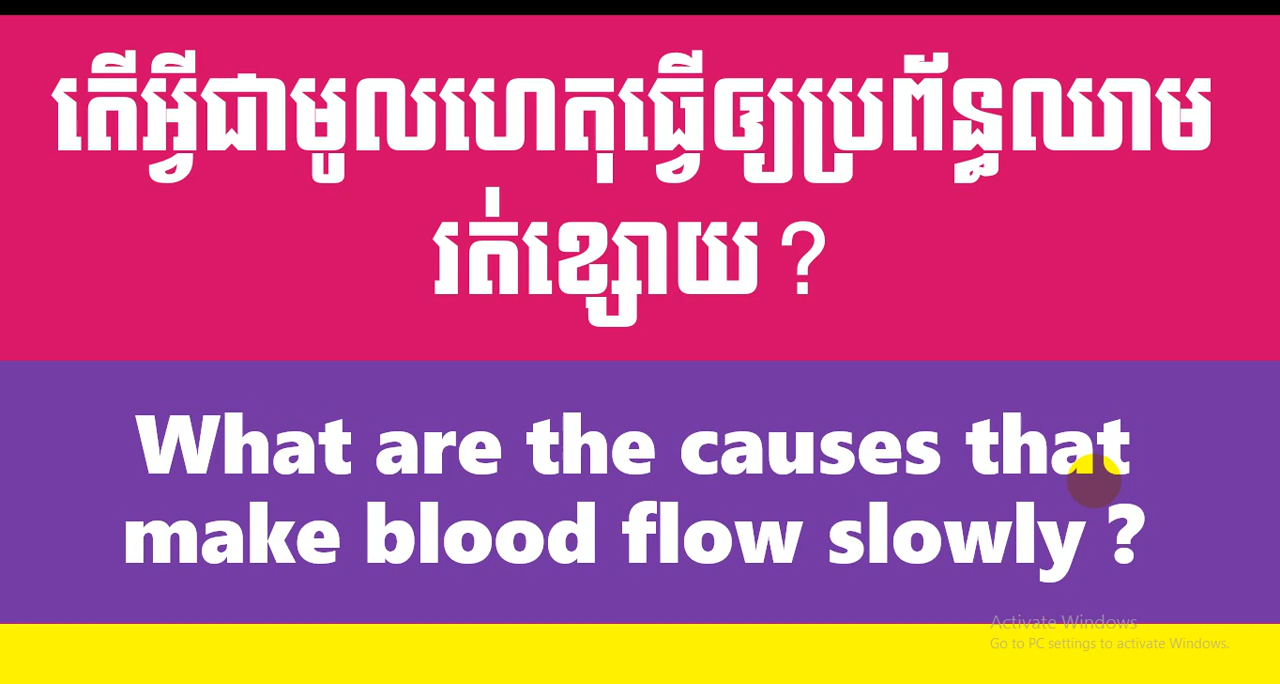 តើអ្វីជាមូលហេតុធ្វើឲ្យប្រព័ន្ធឈាម
រត់ខ្សោយ ?
What are the causes that
make blood flow slowly ?
Activate Windows
Go to PC settings to activate Windows.